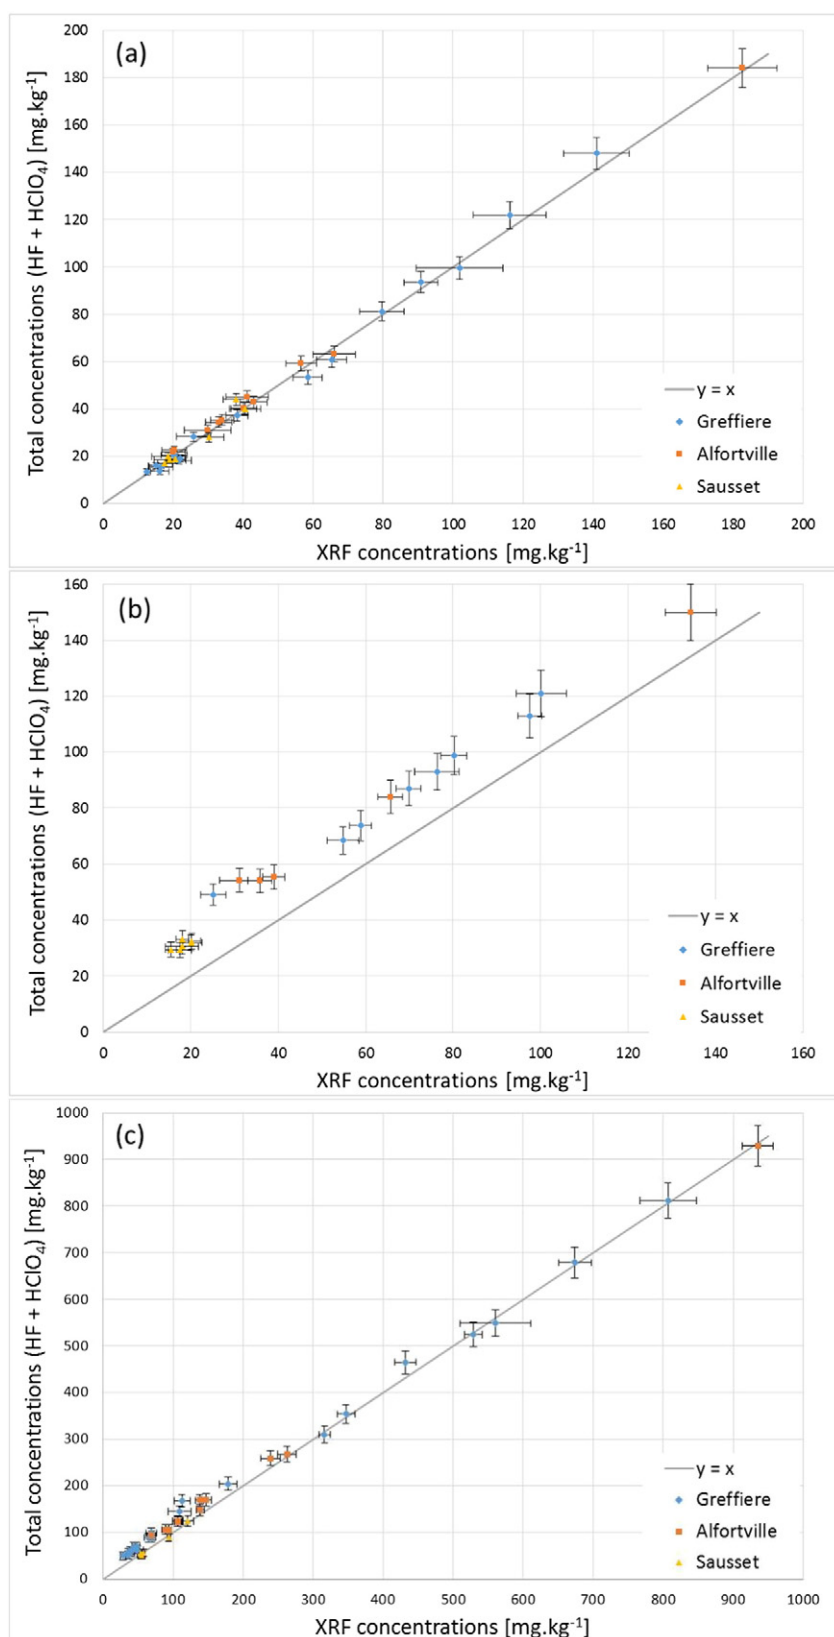 (a)
Total concentrations (HF + HClO4) [mg.kg-1]
200
180
160
140
120
100
80
60
40
20
0
y = x
Greffiere
Alfortville
Sausset
0 20 40 60 80 100 120 140 160 180 200
XRF concentrations [mg.kg-1]
(b)
Total concentrations (HF + HClO4) [mg.kg-1]
160
140
120
100
80
60
40
20
0
y = x
Greffiere
Alfortville
Sausset
0 20 40 60 80 100 120 140 160
XRF concentrations [mg.kg-1]
(c)
Total concentrations (HF + HClO4) [mg.kg-1]
1000
900
800
700
600
500
400
300
200
100
0
y = x
Greffiere
Alfortville
Sausset
0 100 200 300 400 500 600 700 800 900 1000
XRF concentrations [mg.kg-1]